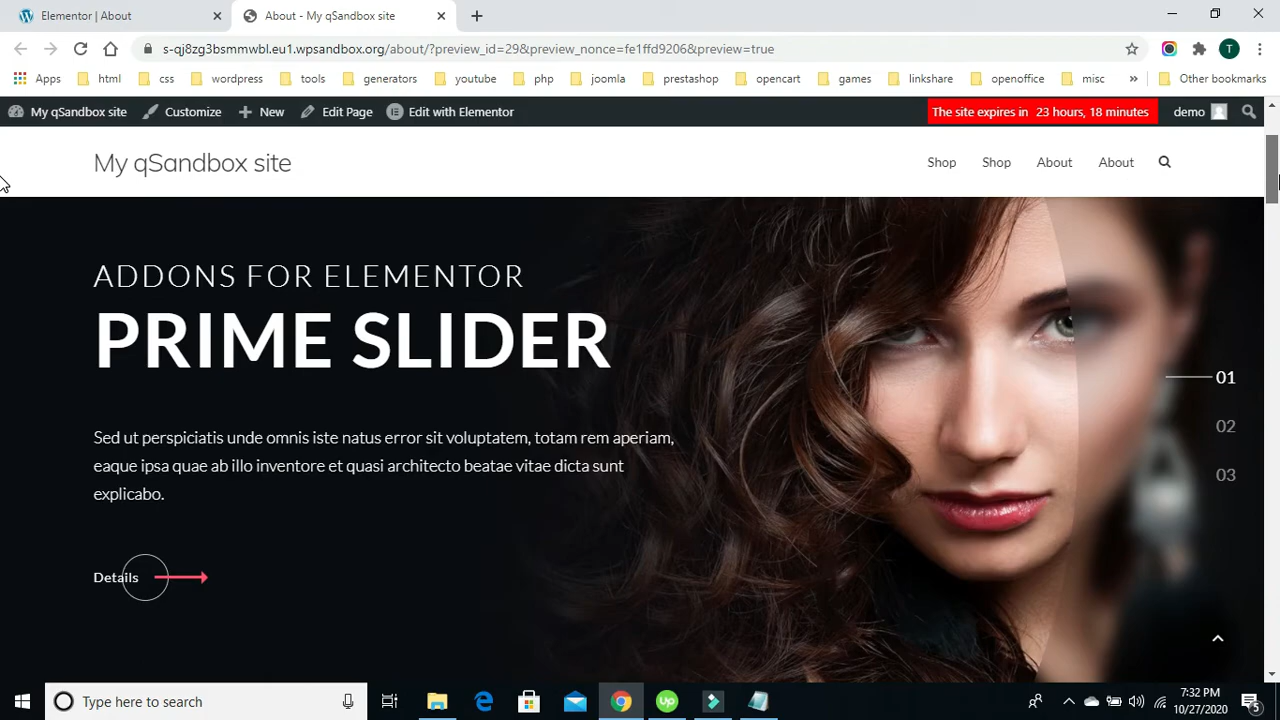 Elementor | About
About - My qSandbox site
s-qj8zg3bsmmwbl.eu1.wpsandbox.org/about/?preview_id=29&preview_nonce=fe1ffd9206&preview=true
T
Apps html css wordpress tools generators youtube php joomla prestashop opencart games linkshare openoffice misc » Other bookmarks
My qSandbox site Customize New Edit Page Edit with Elementor The site expires in 23 hours, 18 minutes demo
My qSandbox site Shop Shop About About
ADDONS FOR ELEMENTOR
PRIME SLIDER
01
Sed ut perspiciatis unde omnis iste natus error sit voluptatem, totam rem aperiam,
02
eaque ipsa quae ab illo inventore et quasi architecto beatae vitae dicta sunt
03
explicabo.
Details
Type here to search
Up
7:32 PM
10/27/2020
5